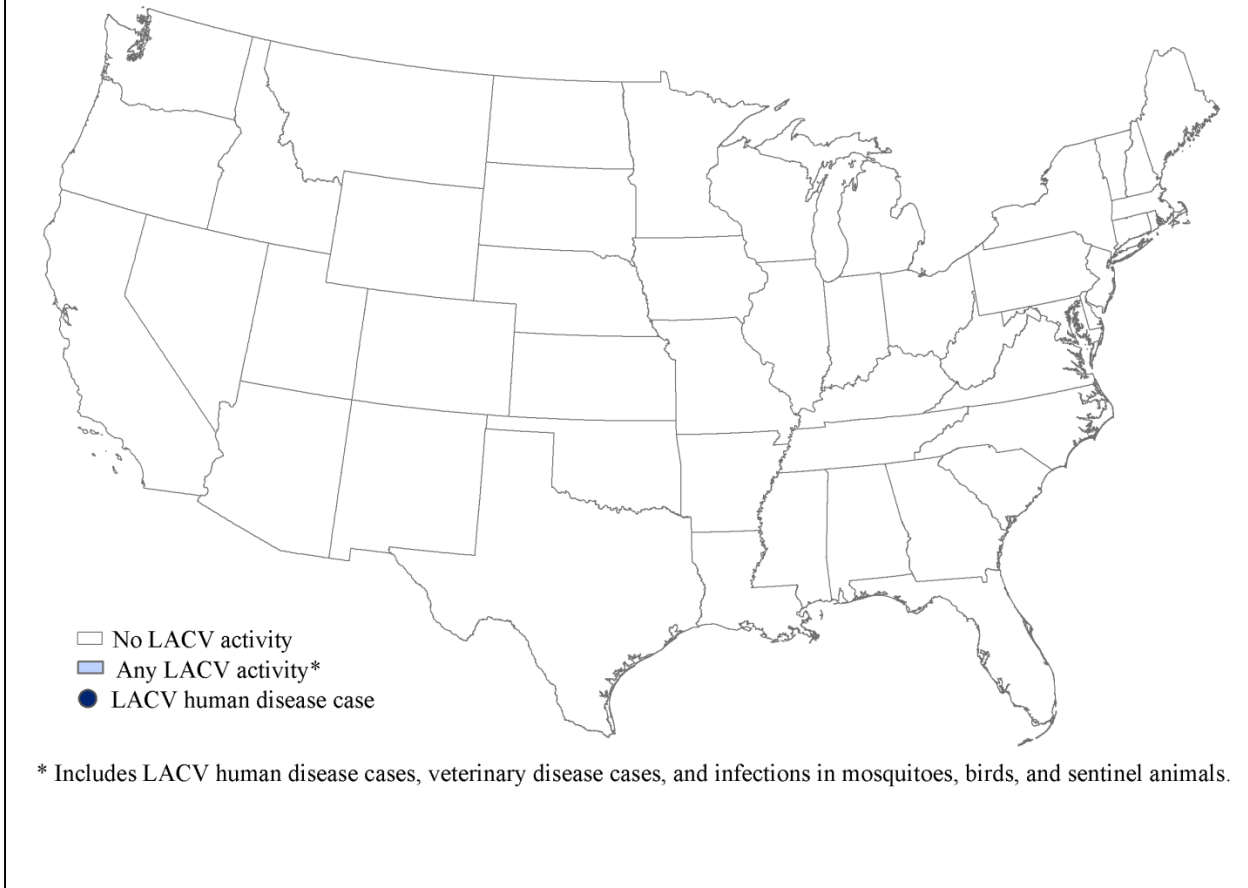 No LACV activity
Any LACV activity*
LACV human disease case
* Includes LACV human disease cases, veterinary disease cases, and infections in mosquitoes, birds, and sentinel animals.